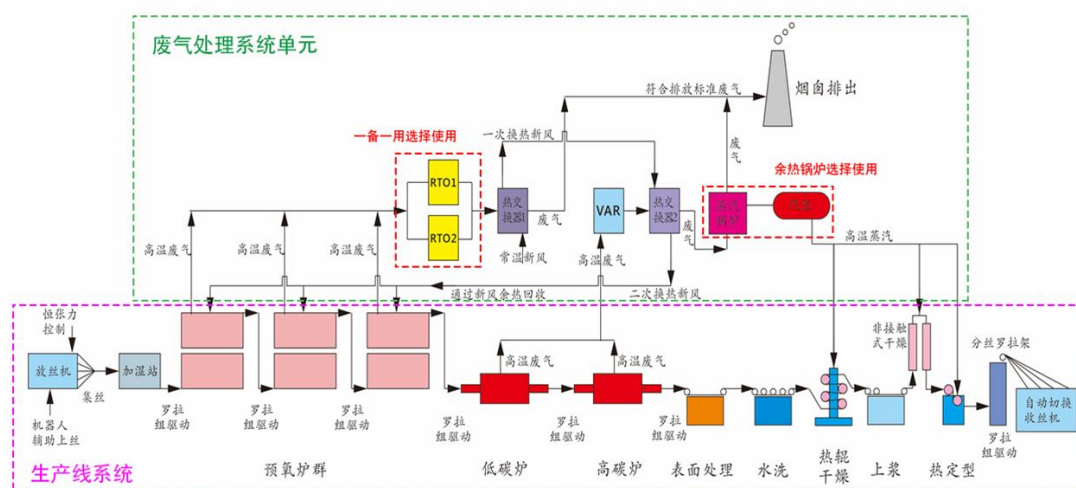 废气处理系统单元
符合排放标准废气
烟囱排出
一备一用选择使用
一次换热新风
废气
余热锅炉选择使用
RTO1
RTO2
热交
换器1
废气
VAR
热交
换器2
废气
蒸汽
锅炉
高温废气
高温废气
高温废气
常温新风
高温废气
高温蒸汽
通过新风余热回收
二次换热新风
恒张力
控制
放丝机
集丝
加湿站
机器人
辅助上丝
高温废气
高温废气
非接触
式干燥
分丝罗拉架
自动切换
收丝机
罗拉
组驱动
罗拉
组驱动
罗拉
组驱动
罗拉
组驱动
罗拉
组驱动
罗拉
组驱动
罗拉
组驱动
生产线系统
预氧炉群
低碳炉
高碳炉
表面处理
水洗
热辊
干燥
上浆
热定型